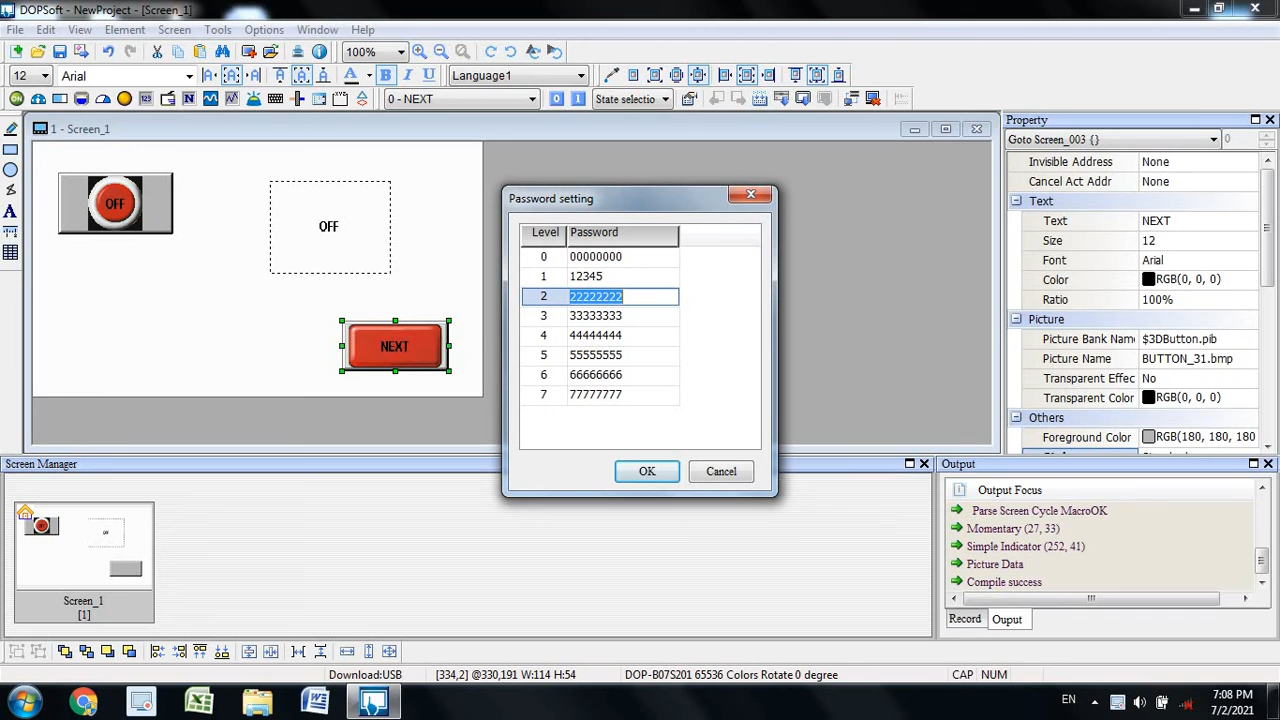 DOPSoft - NewProject - [Screen_1]
File Edit View Element Screen Tools Options Window Help
100%
12 Arial A B I U Language1
0 - NEXT 0 1 State selectio
1 - Screen_1
OFF
OFF
NEXT
Password setting
Level Password
0 00000000
1 12345
2 22222222
3 33333333
4 44444444
5 55555555
6 66666666
7 77777777
OK Cancel
Property
Goto Screen_003 {} 0
Invisible Address None
Cancel Act Addr None
Text
Text NEXT
Size 12
Font Arial
Color RGB(0, 0, 0)
Ratio 100%
Picture
Picture Bank Name $3DButton.pib
Picture Name BUTTON_31.bmp
Transparent Effec No
Transparent Color RGB(0, 0, 0)
Others
Foreground Color RGB(180, 180, 180
Screen Manager
Screen_1
[1]
Output
Output Focus
Parse Screen Cycle MacroOK
Momentary (27, 33)
Simple Indicator (252, 41)
Picture Data
Compile success
Record Ouput
Download:USB [334,2] @330,191 W:114 H:54 DOP-B07S201 65536 Colors Rotate 0 degree CAP NUM
EN 7:08 PM
7/2/2021